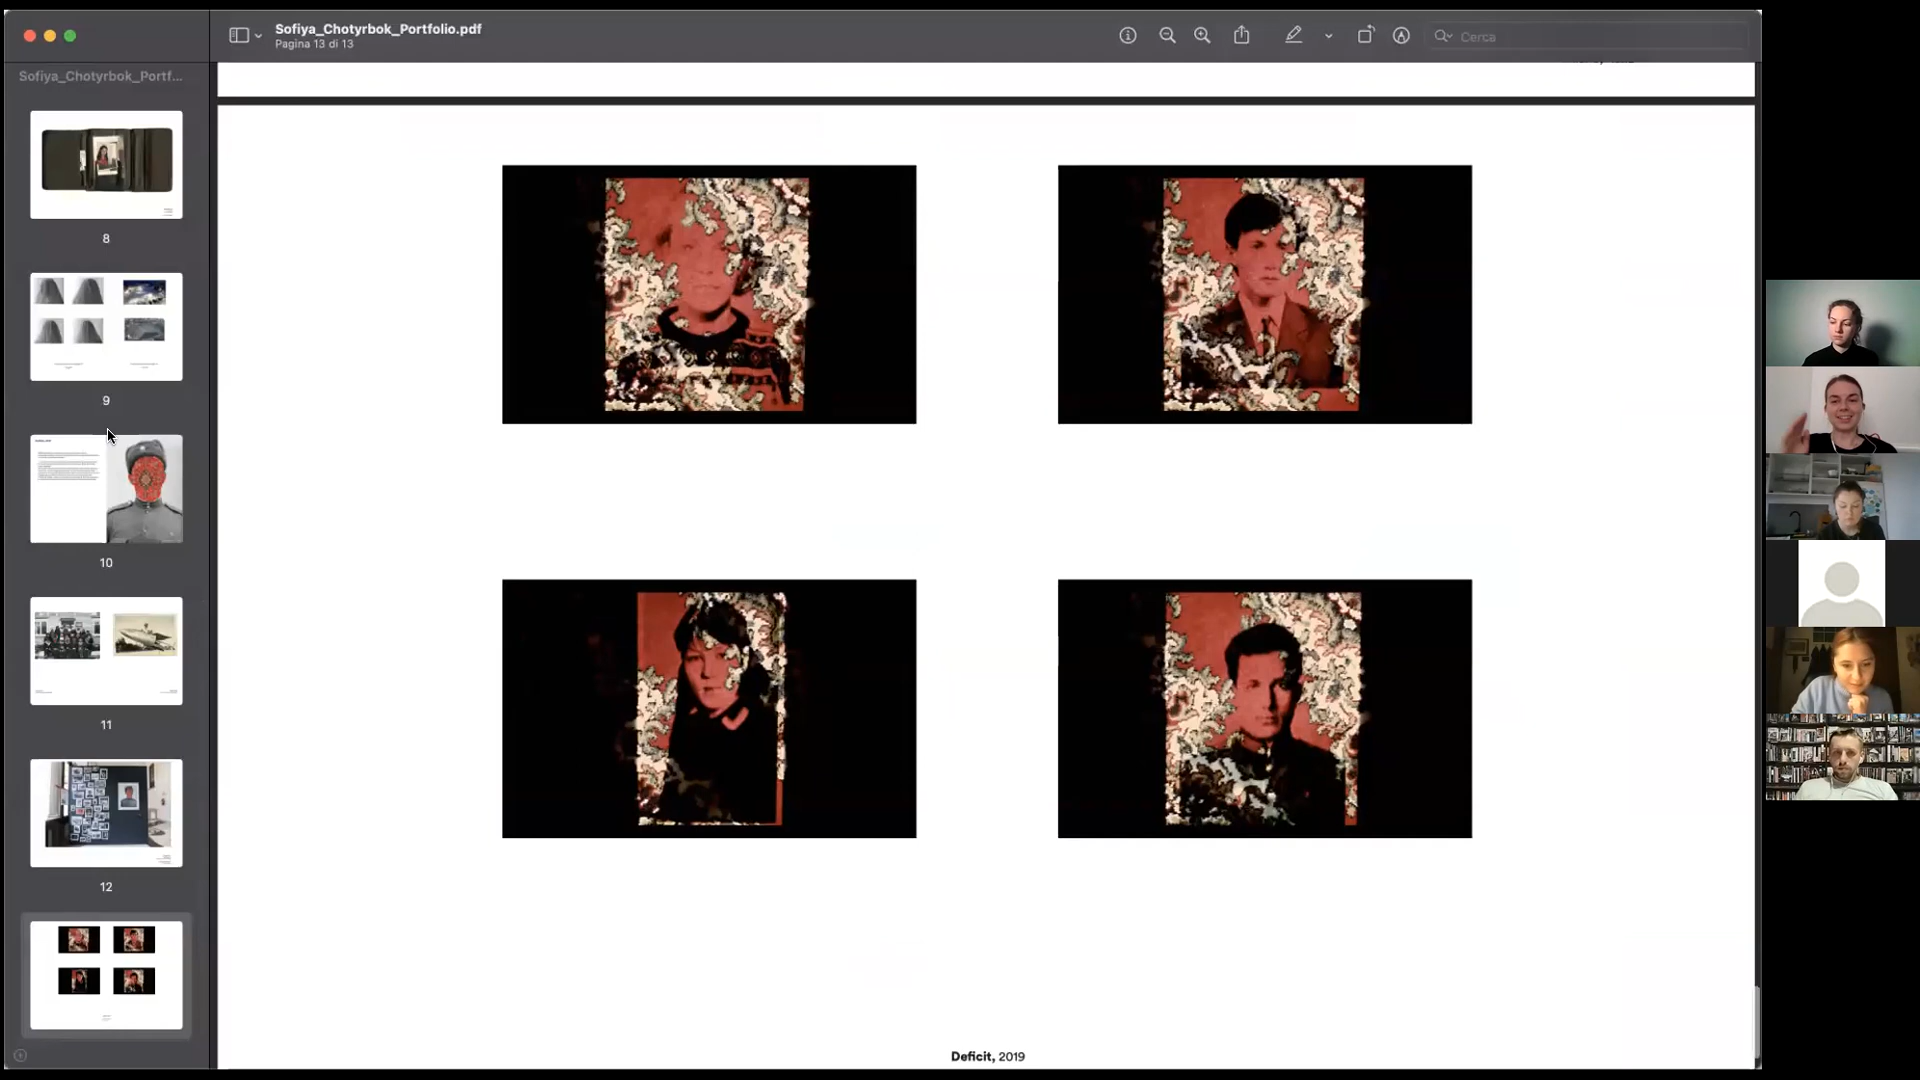 Sofiya_Chotyrbok_Portfolio.pdf
Pagina 13 di 13
Cerca
Sofiya_Chotyrbok_Portf...
8
9
10
11
12
Deficit, 2019